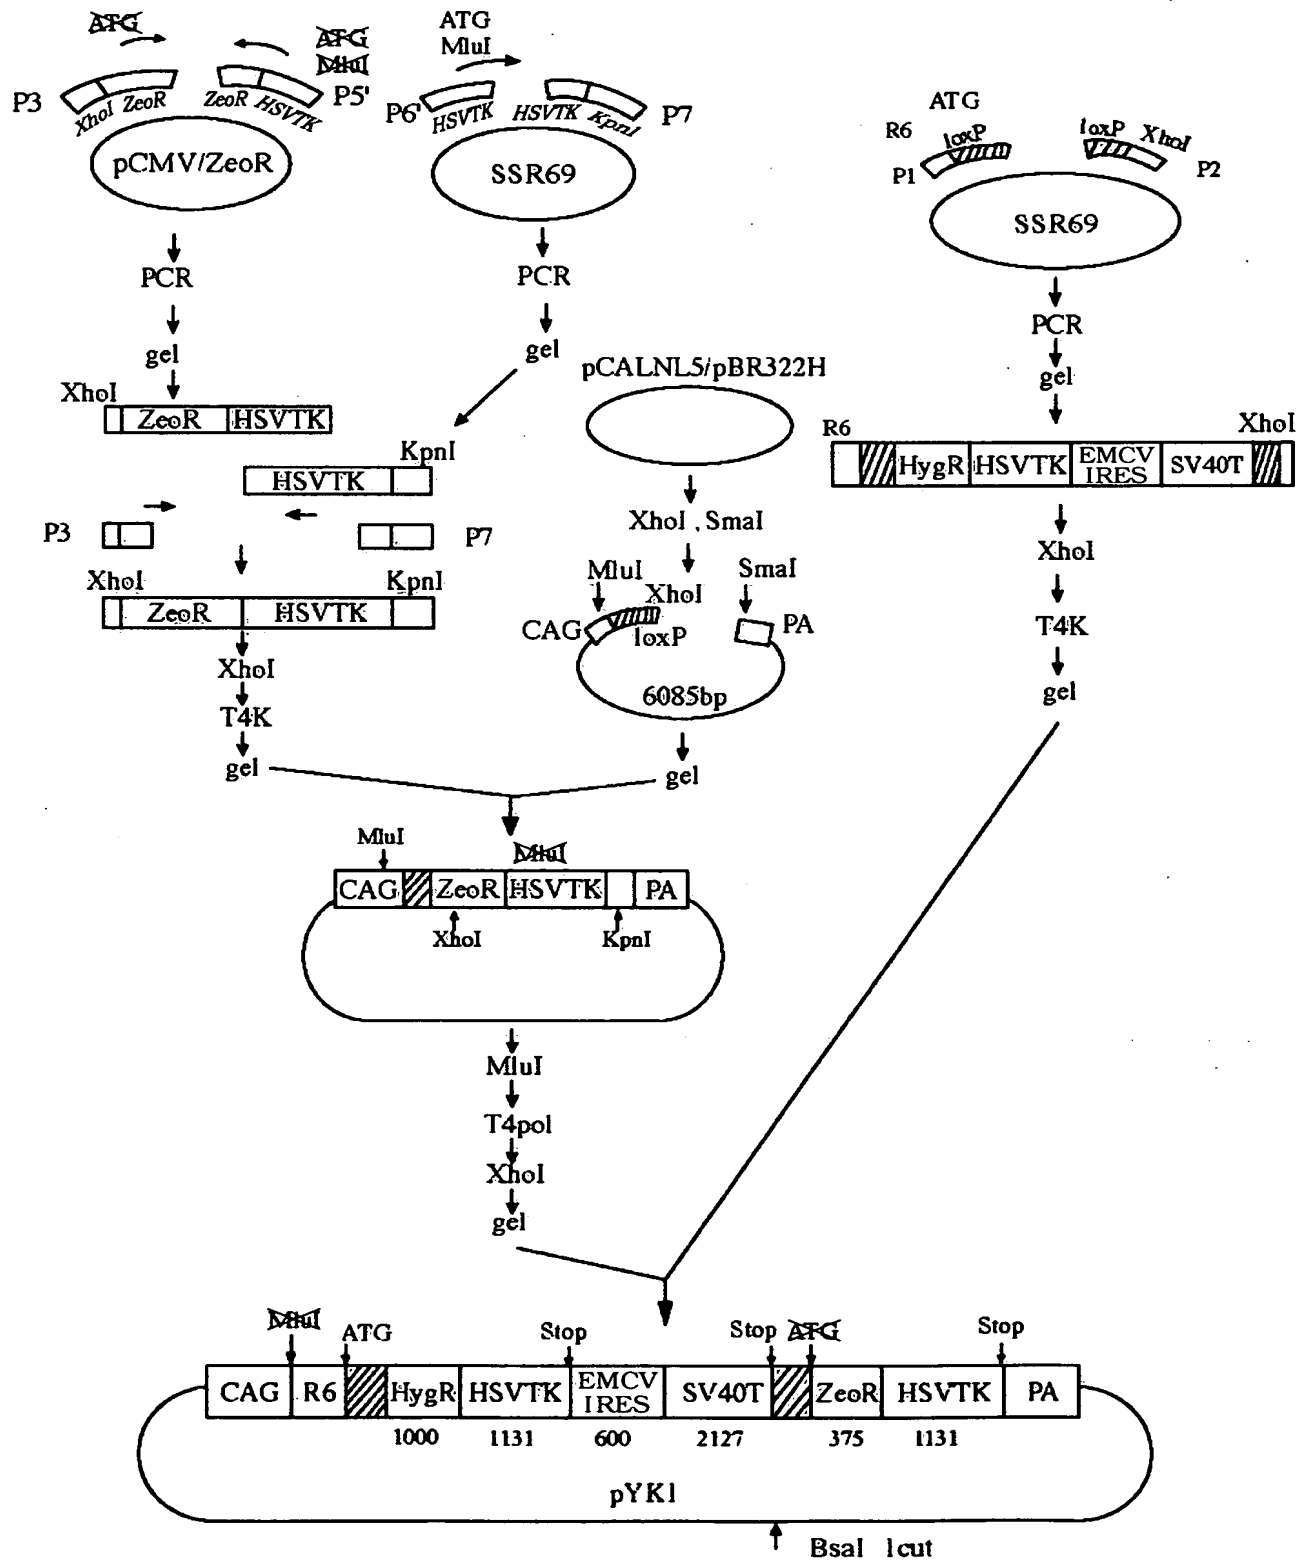 ATG
ATG
MluI
P3
XhoI
ZeoR
ZeoR
HSVTK
P5'
pCMV/ZeoR
PCR
gel
ATG
MluI
P6'
HSVTK
HSVTK
KpnI
P7
SSR69
PCR
gel
ATG
R6
loxP
P1
loxP
XhoI
P2
SSR69
PCR
gel
R6
XhoI
HygR
HSVTK
EMCV
IRES
SV40T
XhoI
T4K
gel
XhoI
ZeoR
HSVTK
KpnI
HSVTK
P3
P7
XhoI
KpnI
ZeoR
HSVTK
XhoI
T4K
gel
pCALNL5/pBR322H
XhoI , SmaI
MluI
XhoI
SmaI
CAG
loxP
PA
6085bp
gel
MluI
MluI
CAG
ZeoR
HSVTK
PA
XhoI
KpnI
MluI
T4pol
XhoI
gel
MluI
ATG
Stop
Stop
ATG
Stop
CAG
R6
HygR
HSVTK
EMCV
IRES
SV40T
ZeoR
HSVTK
PA
1000
1131
600
2127
375
1131
pYK1
BsaI 1cut